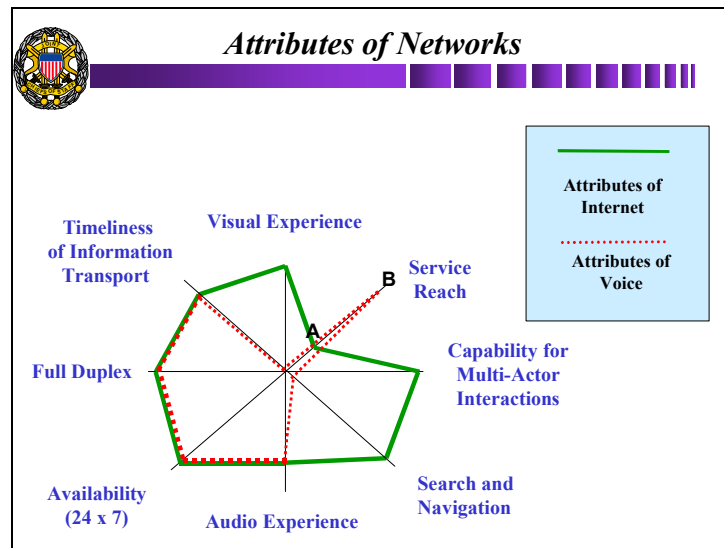 Attributes of Networks
Attributes of
Internet
Attributes of
Voice
Visual Experience
Timeliness
of Information
Transport
B
Service
Reach
A
Full Duplex
Capability for
Multi-Actor
Interactions
Availability
(24 x 7)
Audio Experience
Search and
Navigation